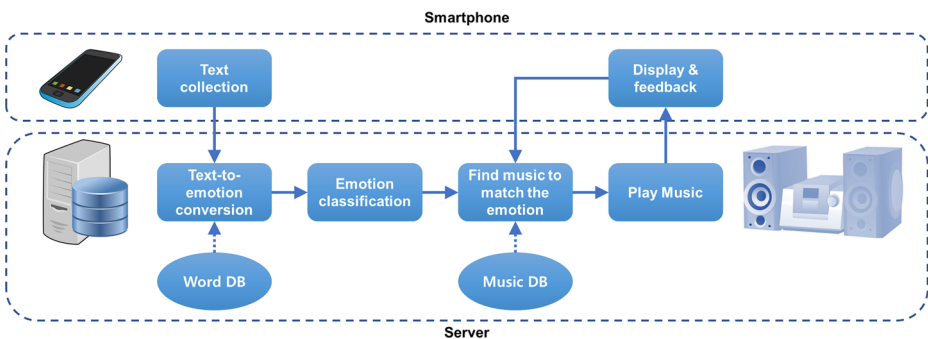 Smartphone
Text
collection
Display &
feedback
Text-to-
emotion
conversion
Emotion
classification
Find music to
match the
emotion
Play Music
Word DB
Music DB
Server